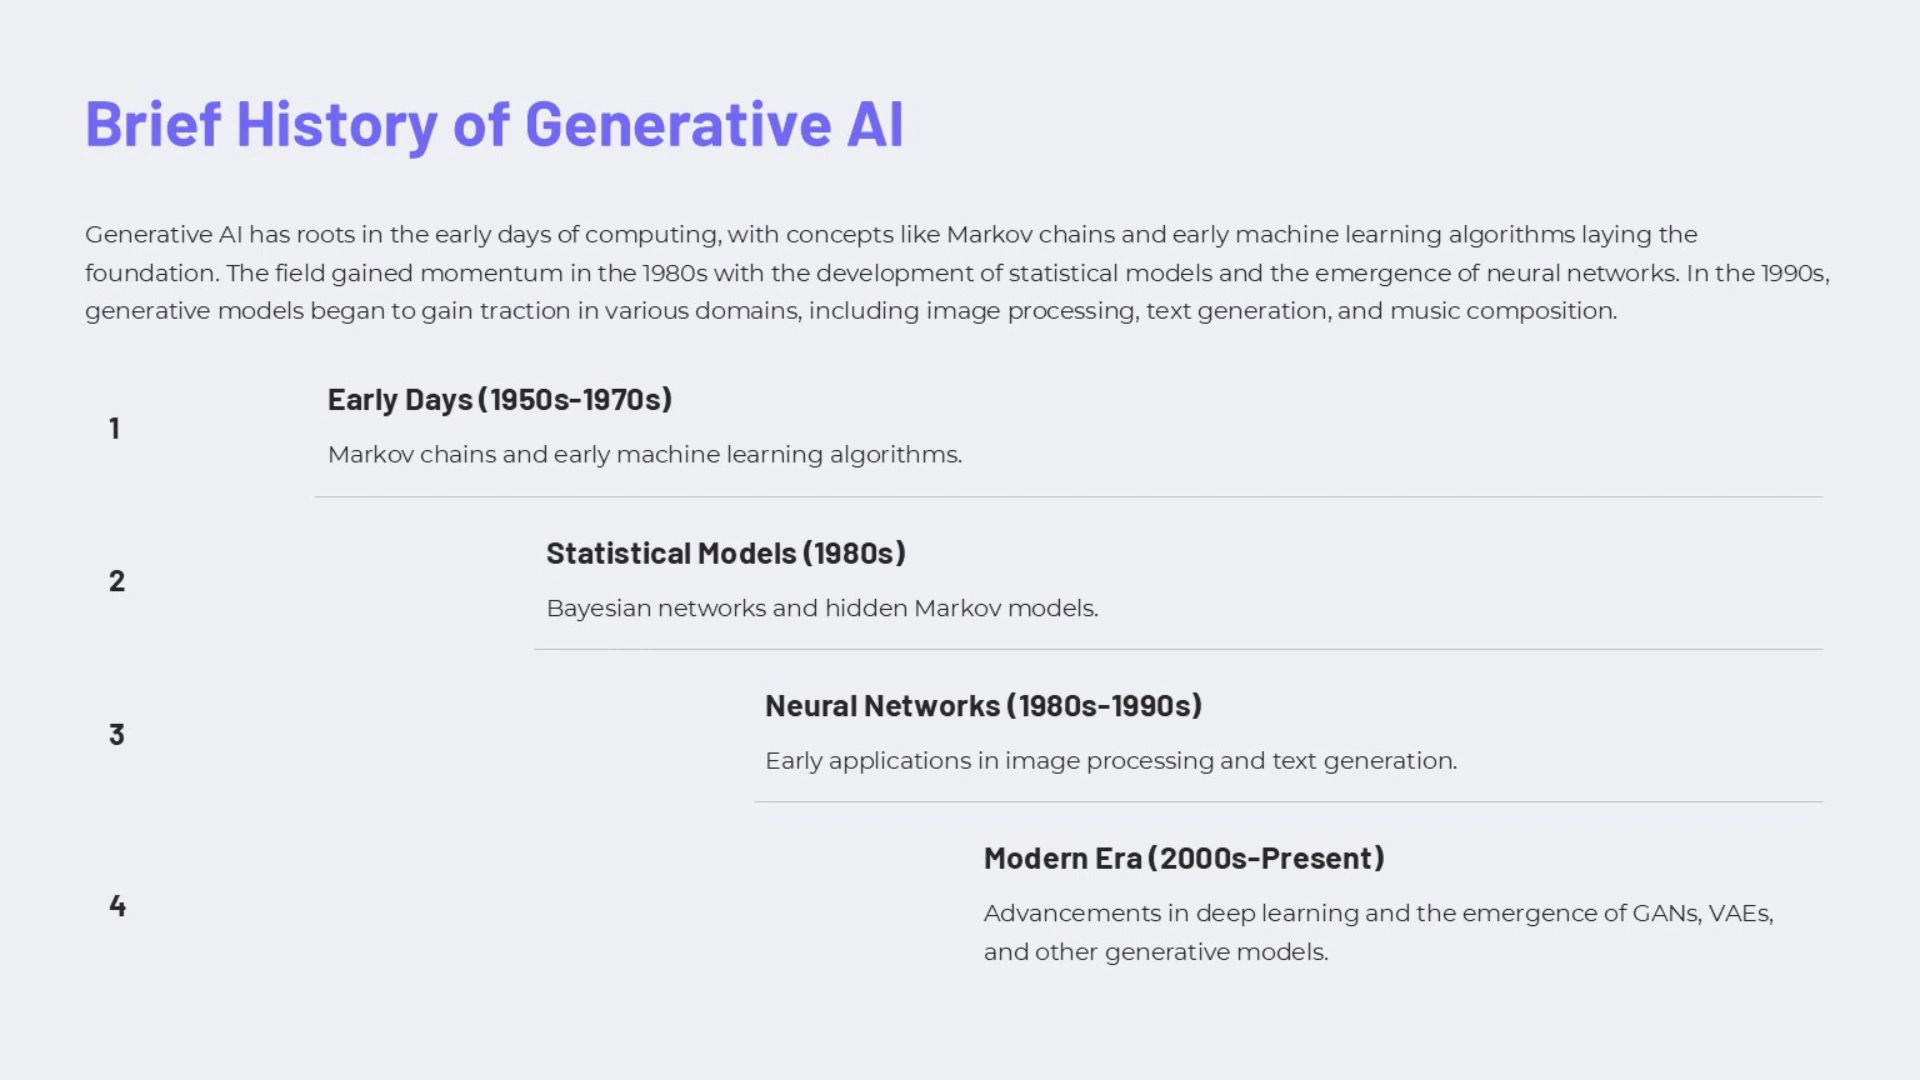 Brief History of Generative AI
Generative AI has roots in the early days of computing, with concepts like Markov chains and early machine learning algorithms laying the
foundation. The field gained momentum in the 1980s with the development of statistical models and the emergence of neural networks. In the 1990s,
generative models began to gain traction in various domains, including image processing, text generation, and music composition.
1
Early Days (1950s-1970s)
Markov chains and early machine learning algorithms.
2
Statistical Models (1980s)
Bayesian networks and hidden Markov models.
3
Neural Networks (1980s-1990s)
Early applications in image processing and text generation.
4
Modern Era (2000s-Present)
Advancements in deep learning and the emergence of GANs, VAEs,
and other generative models.